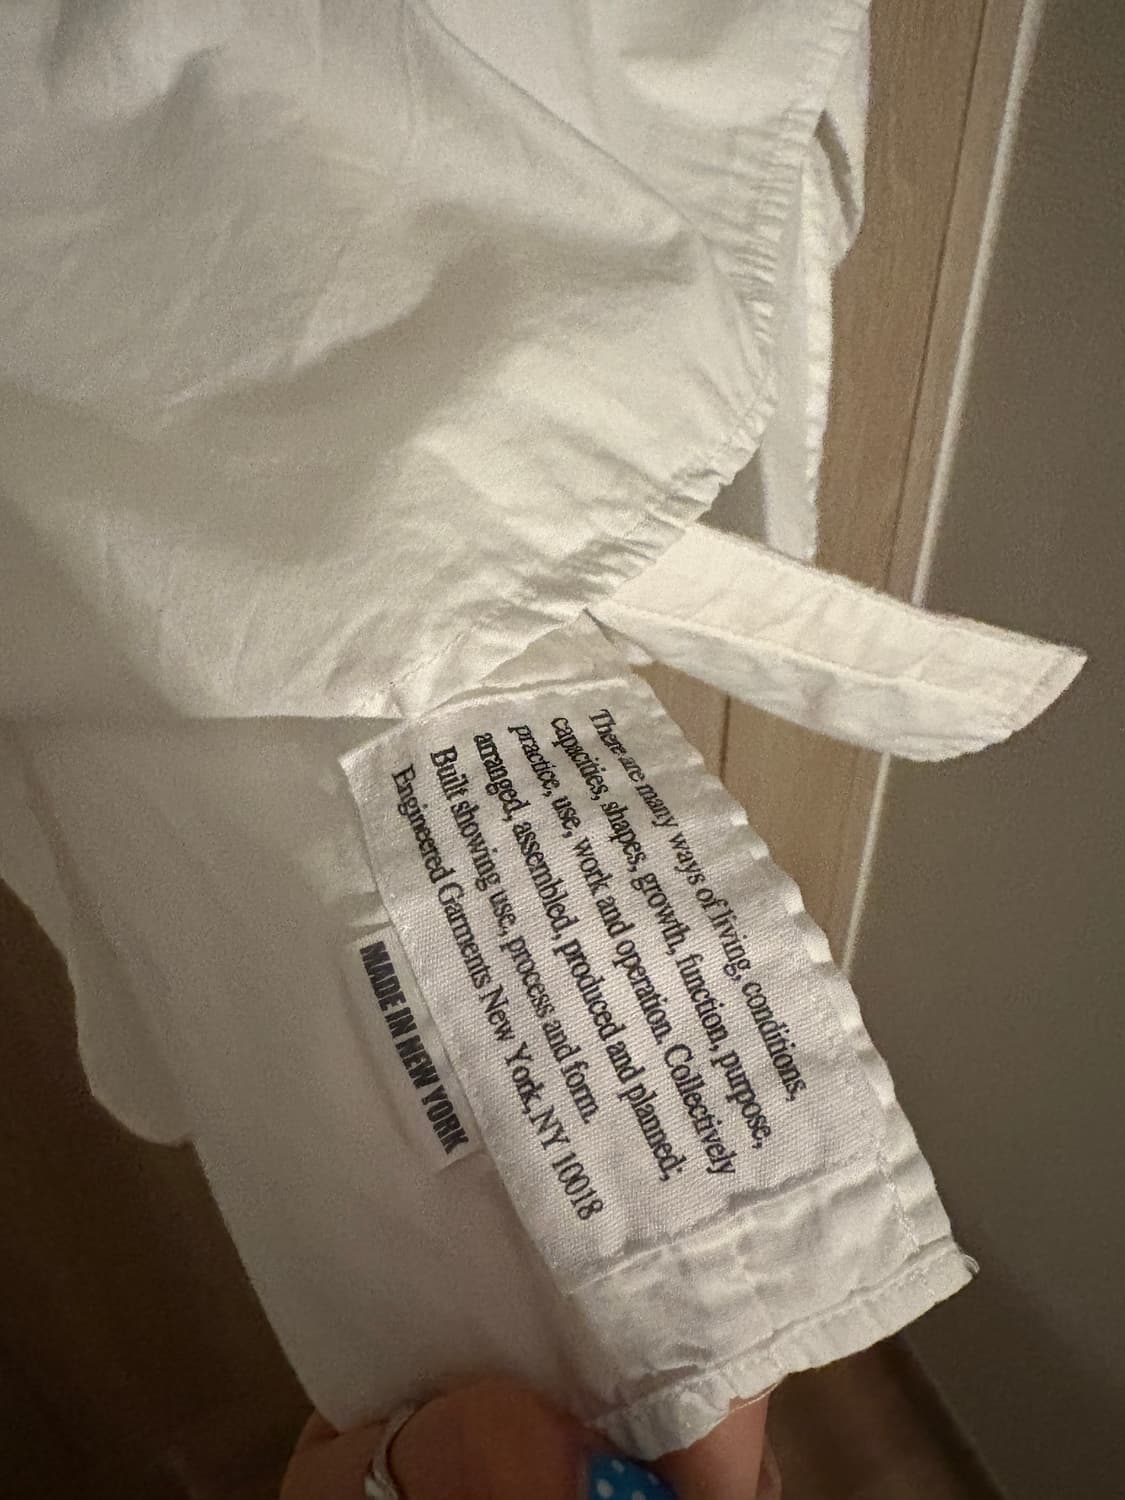 There are many ways of living, conditions,
capacities, shapes, growth, function, purpose,
practice, use, work and operation. Collectively
arranged, assembled, produced and planned;
Built showing use, process and form.
Engineered Garments New York, NY 10018
MADE IN NEW YORK